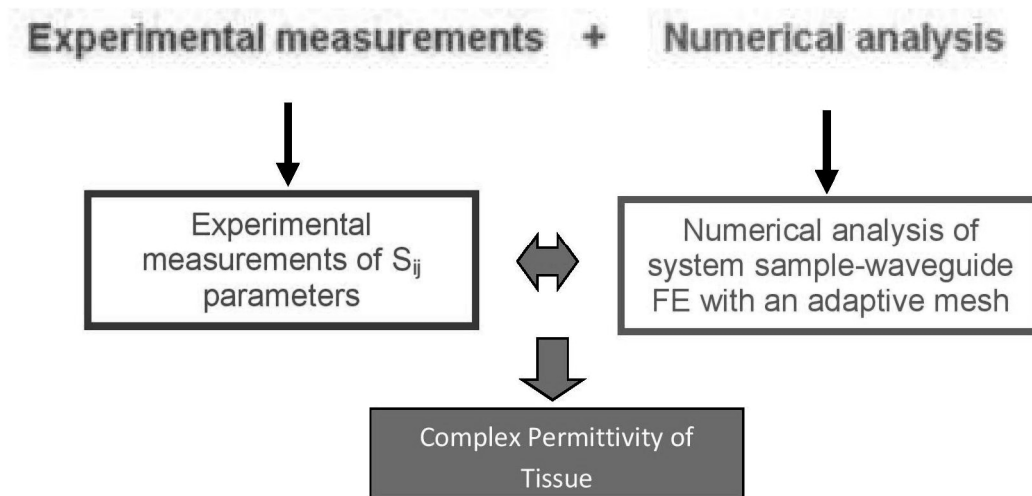 Experimental measurements + Numerical analysis
Experimental
measurements of Sij
parameters
Numerical analysis of
system sample-waveguide
FE with an adaptive mesh
Complex Permittivity of
Tissue